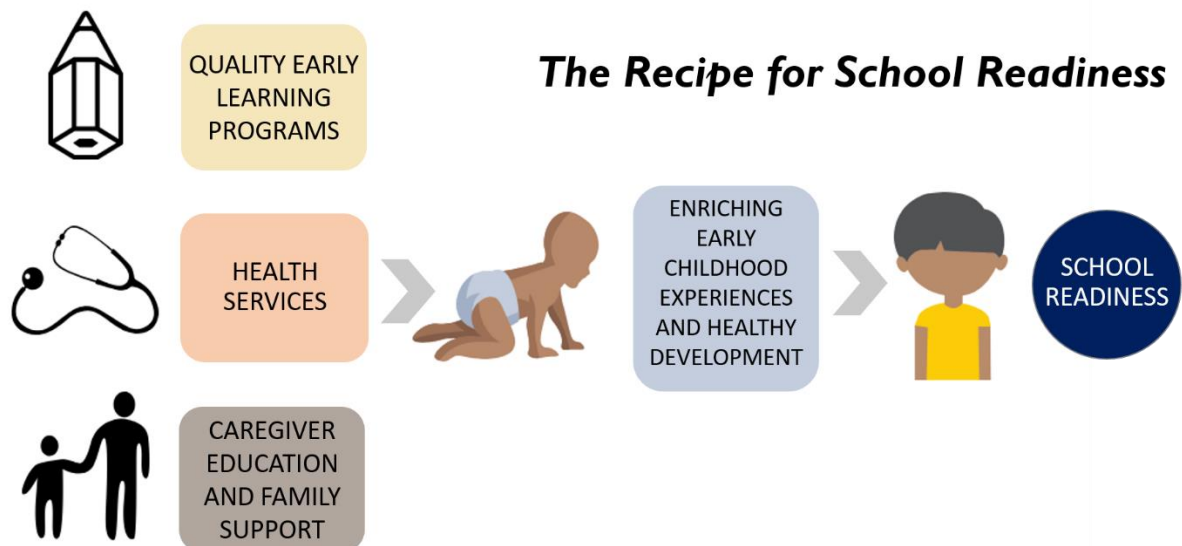 The Recipe for School Readiness
QUALITY EARLY
LEARNING
PROGRAMS
HEALTH
SERVICES
CAREGIVER
EDUCATION
AND FAMILY
SUPPORT
ENRICHING
EARLY
CHILDHOOD
EXPERIENCES
AND HEALTHY
DEVELOPMENT
SCHOOL
READINESS